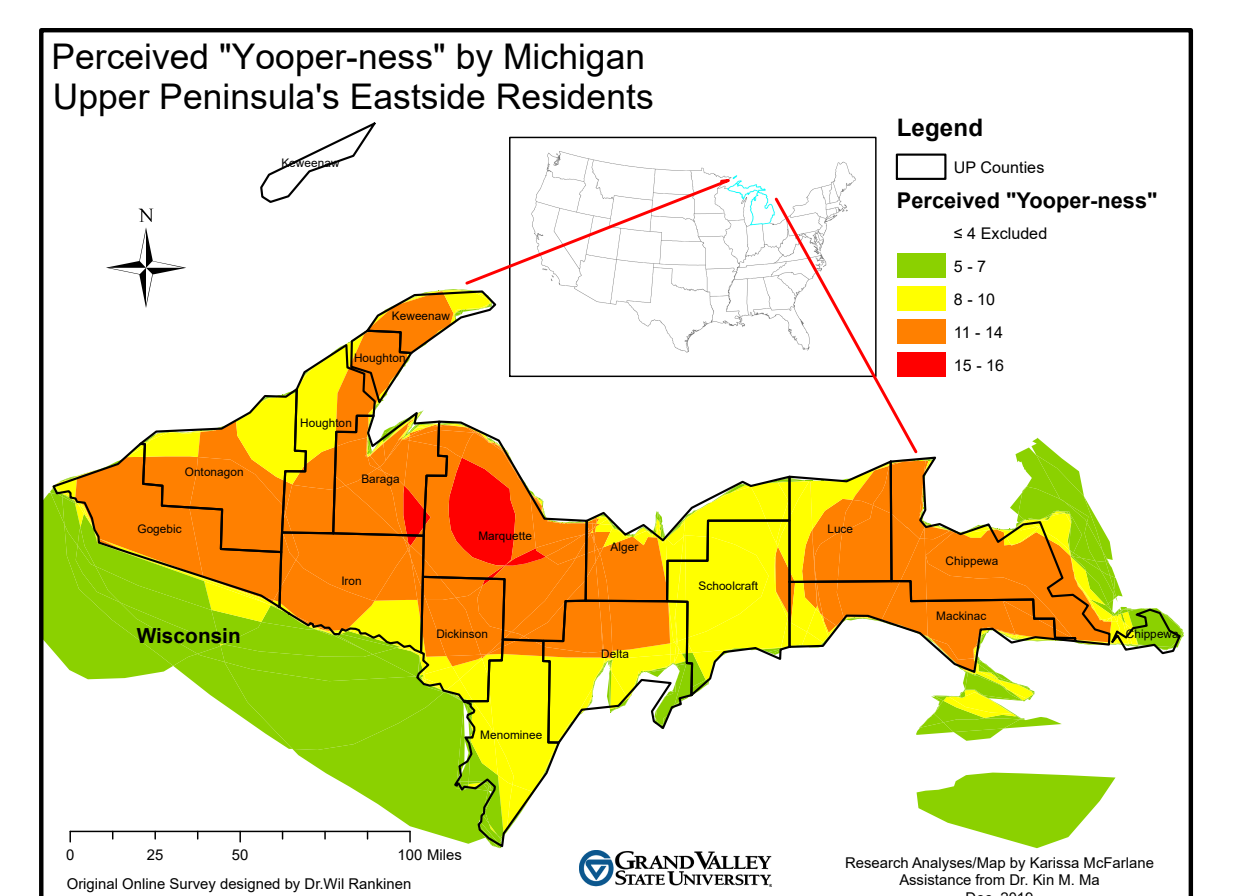 Perceived "Yooper-ness" by Michigan
Upper Peninsula's Eastside Residents
Keweenaw
N
Legend
UP Counties
Perceived "Yooper-ness"
≤ 4 Excluded
5 - 7
8 - 10
11 - 14
15 - 16
Keweenaw
Houghton
Houghton
Ontonagon
Baraga
Gogebic
Marquette
Alger
Luce
Chippewa
Iron
Schoolcraft
Mackinac
Wisconsin
Dickinson
Chippewa
Delta
Menominee
0 25 50 100 Miles
Original Online Survey designed by Dr.Wil Rankinen
GRAND VALLEY
STATE UNIVERSITY.
Research Analyses/Map by Karissa McFarlane
Assistance from Dr. Kin M. Ma